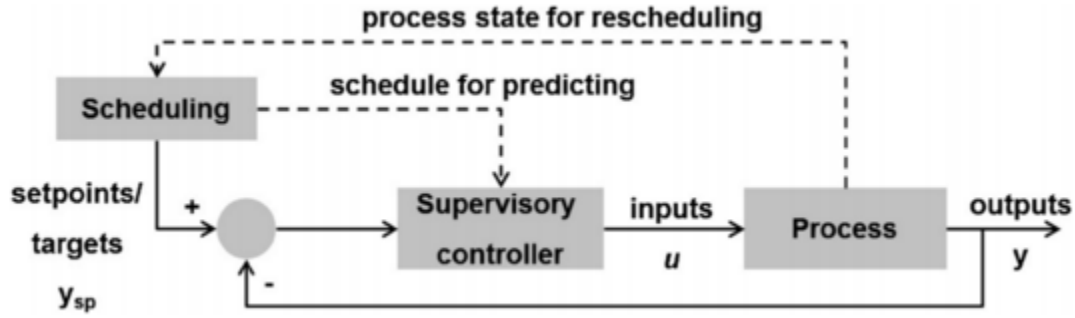 process state for rescheduling
schedule for predicting
Scheduling
setpoints/
targets
ysp
+
-
Supervisory
controller
inputs
u
Process
outputs
y